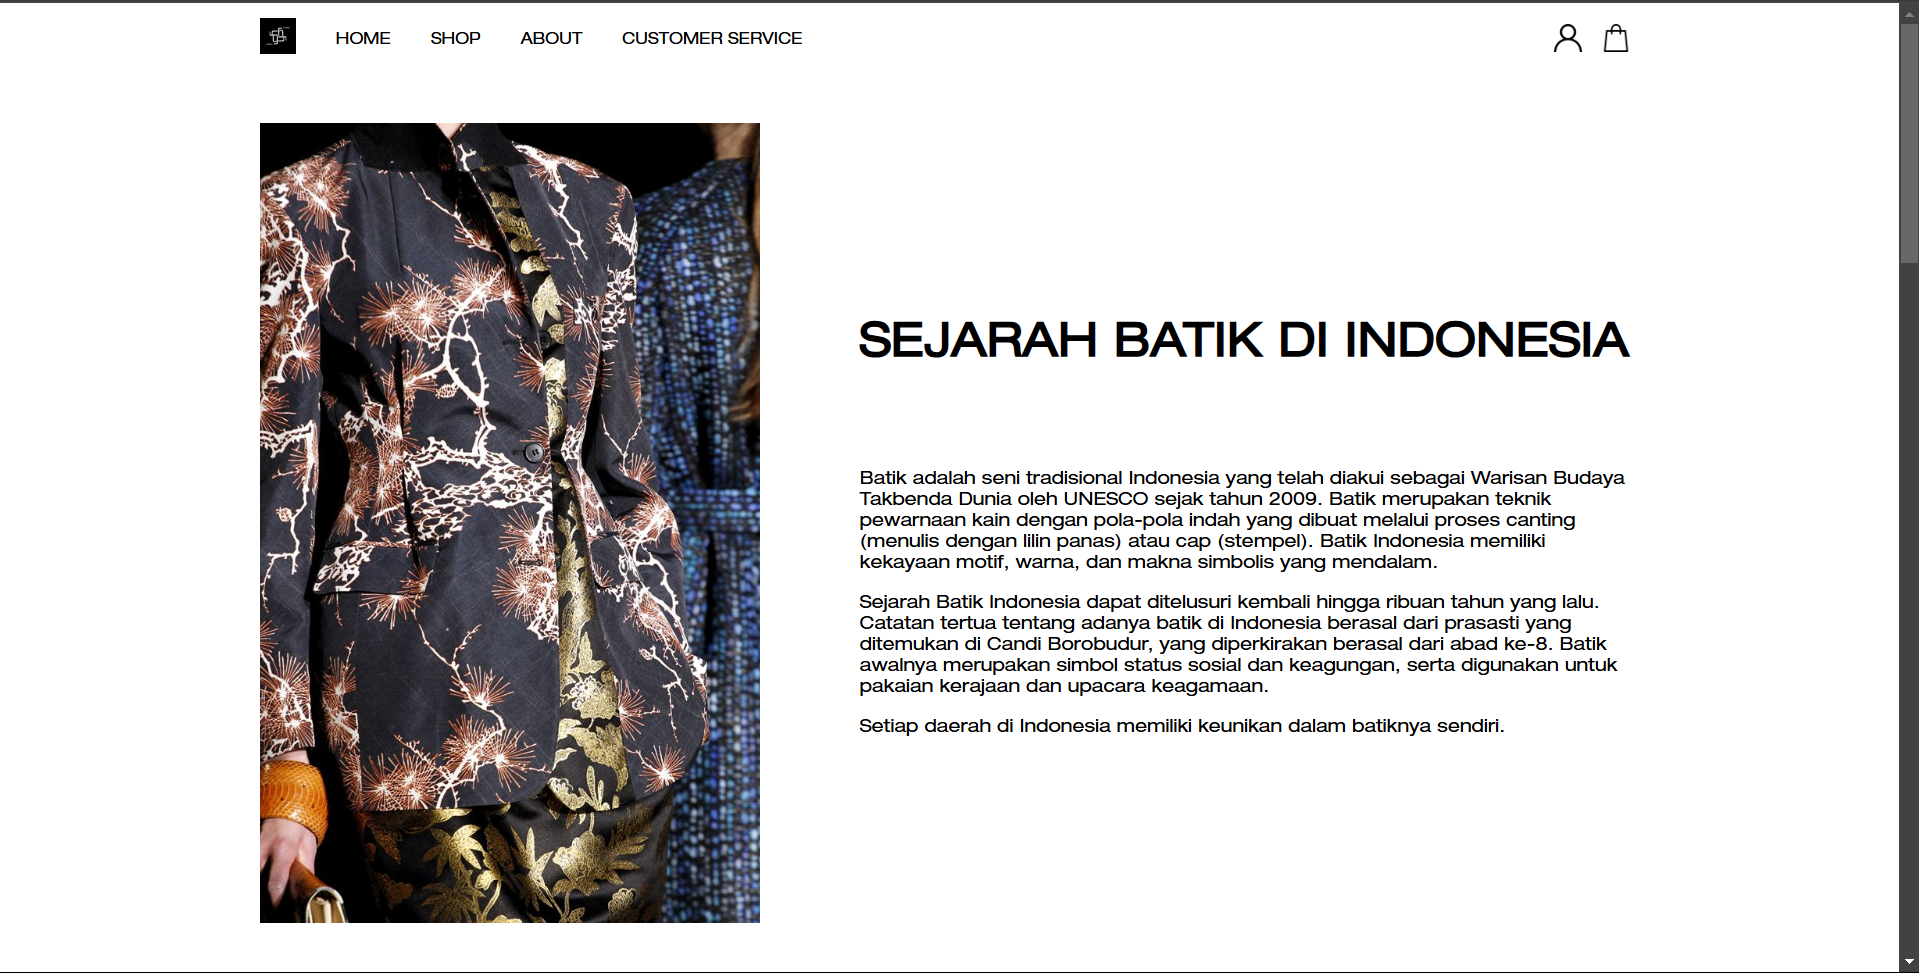 HOME SHOP ABOUT CUSTOMER SERVICE
SEJARAH BATIK DI INDONESIA
Batik adalah seni tradisional Indonesia yang telah diakui sebagai Warisan Budaya
Takbenda Dunia oleh UNESCO sejak tahun 2009. Batik merupakan teknik
pewarnaan kain dengan pola-pola indah yang dibuat melalui proses canting
(menulis dengan lilin panas) atau cap (stempel). Batik Indonesia memiliki
kekayaan motif, warna, dan makna simbolis yang mendalam.
Sejarah Batik Indonesia dapat ditelusuri kembali hingga ribuan tahun yang lalu.
Catatan tertua tentang adanya batik di Indonesia berasal dari prasasti yang
ditemukan di Candi Borobudur, yang diperkirakan berasal dari abad ke-8. Batik
awalnya merupakan simbol status sosial dan keagungan, serta digunakan untuk
pakaian kerajaan dan upacara keagamaan.
Setiap daerah di Indonesia memiliki keunikan dalam batiknya sendiri.